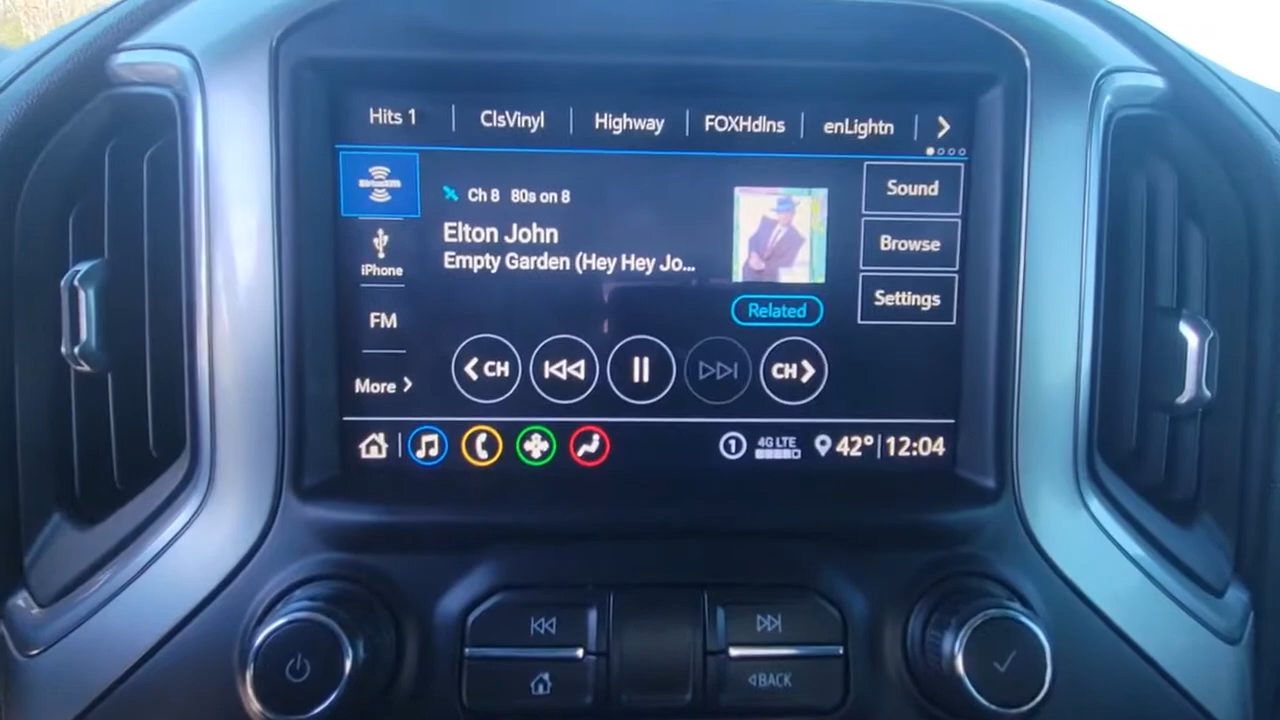 Hits 1
ClsVinyl
Highway
FOXHdlns
enLightn
Ch 8 80s on 8
Elton John
Empty Garden (Hey Hey Jo...
iPhone
FM
More
Related
Sound
Browse
Settings
CH
CH
1
4G LTE
42°
12:04
BACK